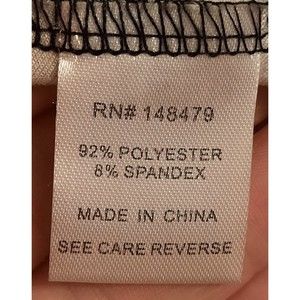 RN# 148479
92% POLYESTER
8% SPANDEX
MADE IN CHINA
SEE CARE REVERSE